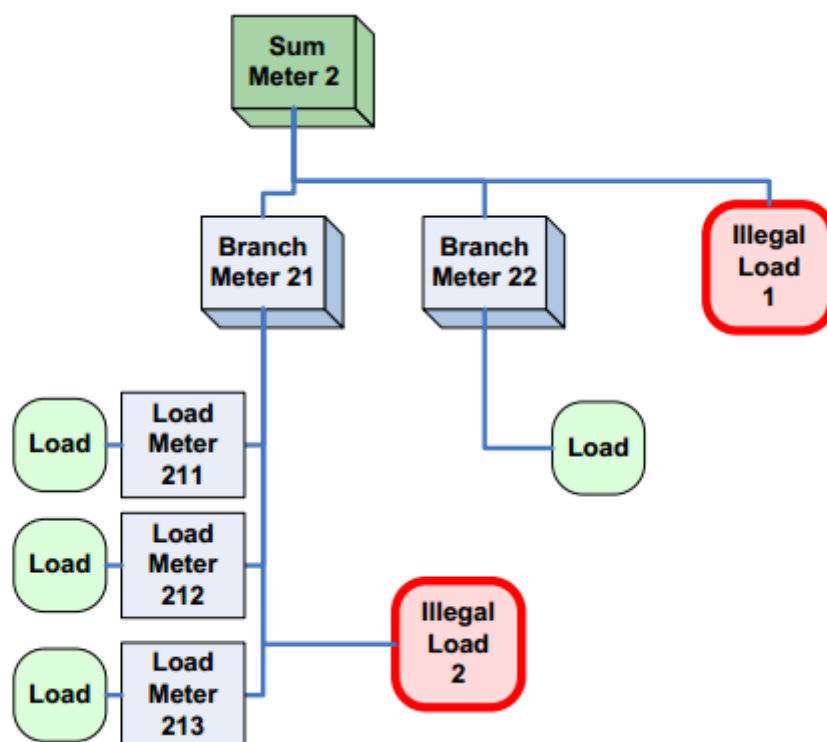 Sum
Meter 2
Branch
Meter 21
Branch
Meter 22
Illegal
Load
1
Load
Load
Meter
211
Load
Load
Load
Meter
212
Illegal
Load
2
Load
Load
Meter
213